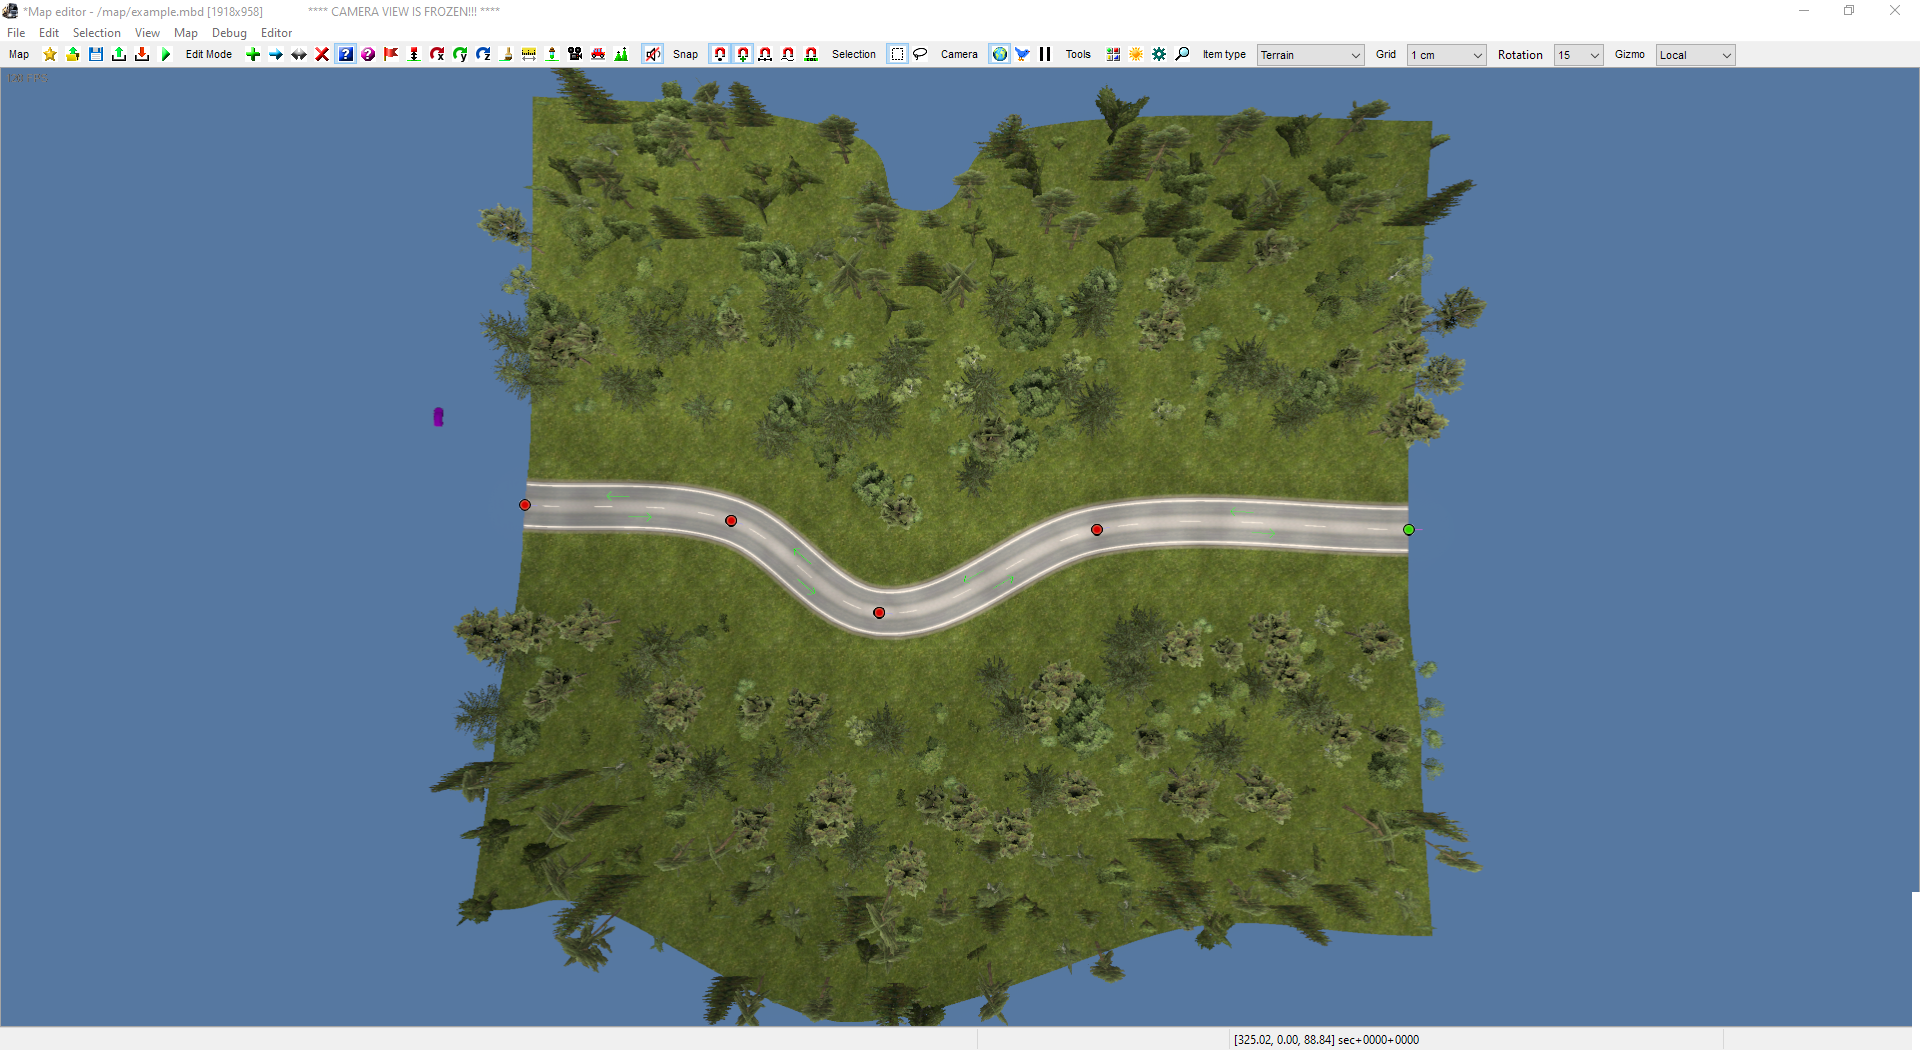 *Map editor - /map/example.mbd [1918x958] **** CAMERA VIEW IS FROZEN!!! ****
File Edit Selection View Map Debug Editor
Map Edit Mode Snap Selection Camera Tools Item type Terrain Grid 1 cm Rotation 15 Gizmo Local
[325.02, 0.00, 88.84] sec+0000+0000